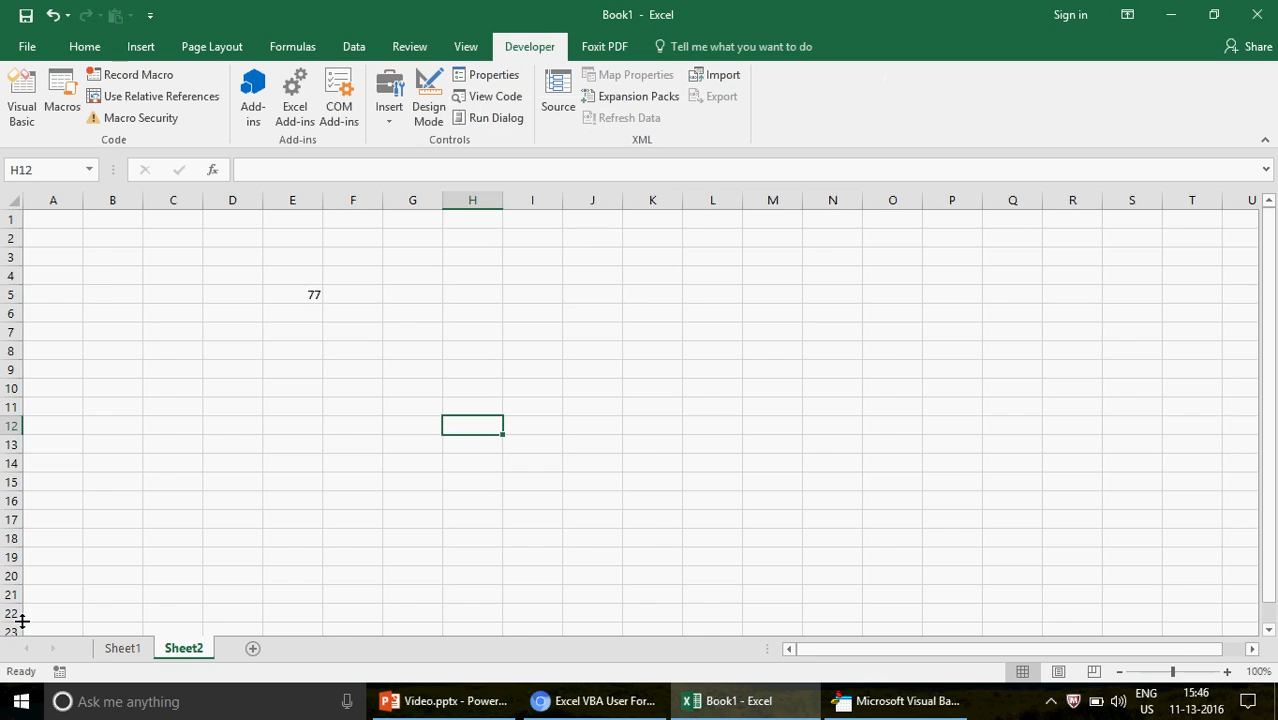 Book1 - Excel
Sign in
File Home Insert Page Layout Formulas Data Review View Developer Foxit PDF Tell me what you want to do Share
Visual Basic
Macros
Record Macro
Use Relative References
Macro Security
Code
Add-ins
Excel Add-ins
COM Add-ins
Add-ins
Insert
Design Mode
Properties
View Code
Run Dialog
Controls
Source
Map Properties
Expansion Packs
Refresh Data
Import
Export
XML
H12
fx
A B C D E F G H I J K L M N O P Q R S T U
1
2
3
4
5 77
6
7
8
9
10
11
12
13
14
15
16
17
18
19
20
21
22
23
Sheet1 Sheet2
Ready
100%
Ask me anything
Video.pptx - Power...
Excel VBA User For...
Book1 - Excel
Microsoft Visual Ba...
ENG
US
15:46
11-13-2016